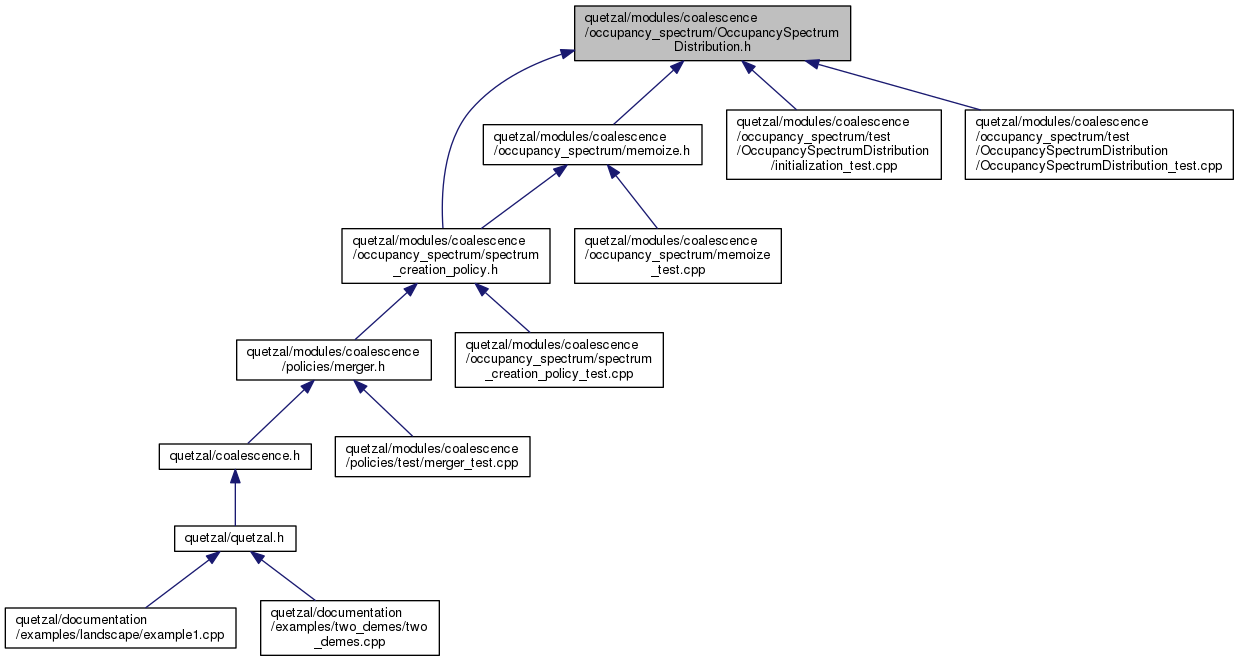 quetzal/modules/coalescence
/occupancy_spectrum/OccupancySpectrum
Distribution.h
quetzal/modules/coalescence
/occupancy_spectrum/memoize.h
quetzal/modules/coalescence
/occupancy_spectrum/test
/OccupancySpectrumDistribution
/initialization_test.cpp
quetzal/modules/coalescence
/occupancy_spectrum/test
/OccupancySpectrumDistribution
/OccupancySpectrumDistribution_test.cpp
quetzal/modules/coalescence
/occupancy_spectrum/spectrum
_creation_policy.h
quetzal/modules/coalescence
/occupancy_spectrum/memoize
_test.cpp
quetzal/modules/coalescence
/policies/merger.h
quetzal/modules/coalescence
/occupancy_spectrum/spectrum
_creation_policy_test.cpp
quetzal/coalescence.h
quetzal/modules/coalescence
/policies/test/merger_test.cpp
quetzal/quetzal.h
quetzal/documentation
/examples/landscape/example1.cpp
quetzal/documentation
/examples/two_demes/two
_demes.cpp